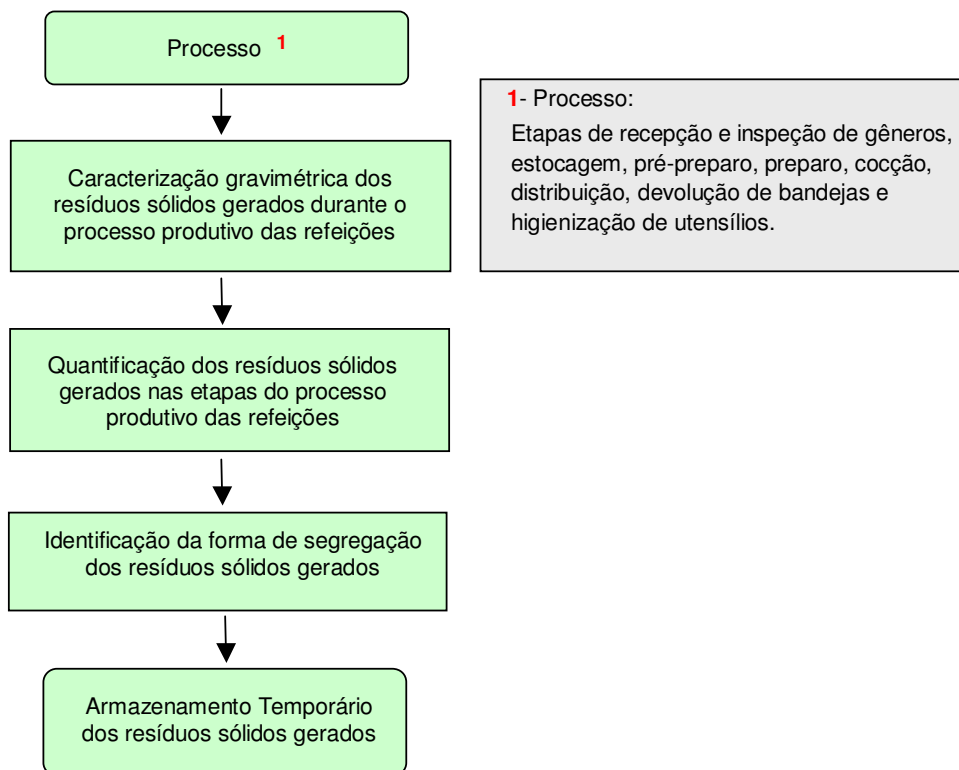 Processo 1
Caracterização gravimétrica dos
resíduos sólidos gerados durante o
processo produtivo das refeições
Quantificação dos resíduos sólidos
gerados nas etapas do processo
produtivo das refeições
Identificação da forma de segregação
dos resíduos sólidos gerados
Armazenamento Temporário
dos resíduos sólidos gerados
1- Processo:
Etapas de recepção e inspeção de gêneros,
estocagem, pré-preparo, preparo, cocção,
distribuição, devolução de bandejas e
higienização de utensílios.